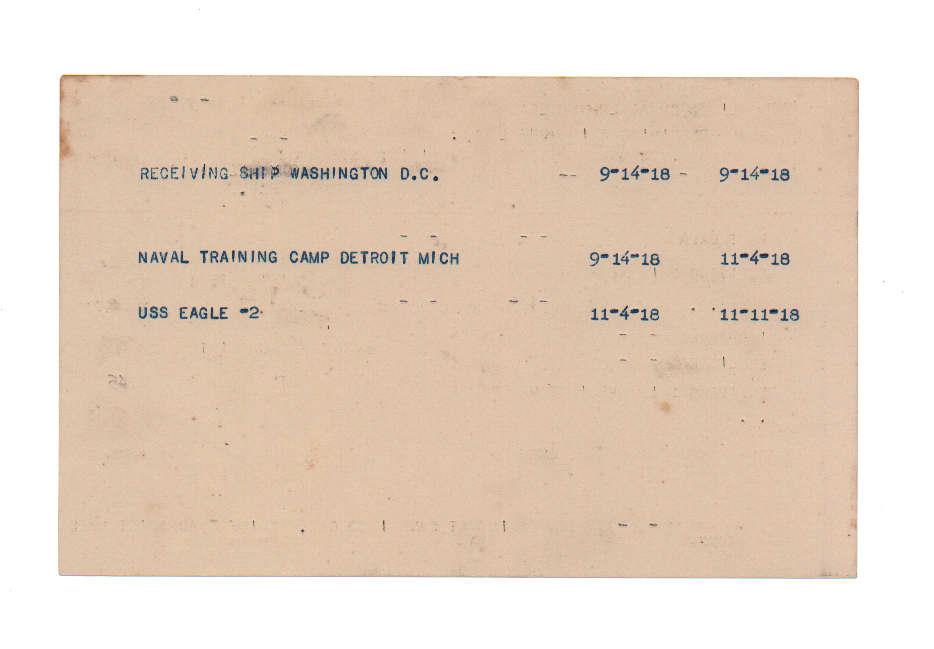 RECEIVING SHIP WASHINGTON D.C. -- 9-14-18 - 9-14-18
NAVAL TRAINING CAMP DETROIT MICH 9-14-18 11-4-18
USS EAGLE -2 11-4-18 - 11-11-18